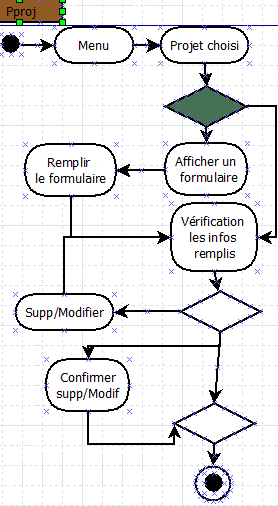 Pproj
Menu
Projet choisi
Remplir
le formulaire
Afficher un
formulaire
Vérification
les infos
remplis
Supp/Modifier
Confirmer
supp/Modif